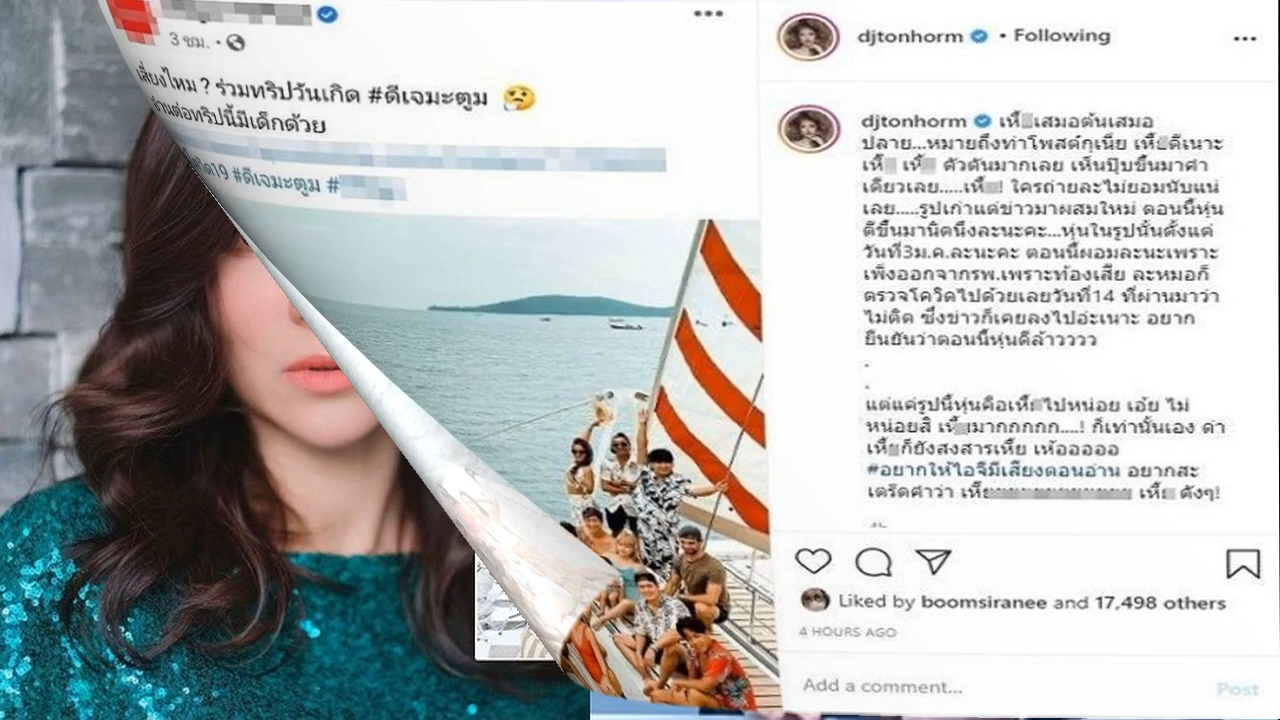 3 ชม.
เสี่ยงไหม ? ร่วมทริปวันเกิด #ดีเจมะตูม
อ่านต่อทริปนี้มีเด็กด้วย
19 #ดีเจมะตูม #
djtonhorm • Following
djtonhorm เหี้ เสมอต้นเสมอ
ปลาย...หมายถึงท่าโพสต์กูเนี่ย เหี้ ดีเนาะ
เหี้ เหี้ ตัวตันมากเลย เห็นปุ๊บขึ้นมาคำ
เดียวเลย.....เหี้ ! ใครถ่ายละไม่ยอมนับแน่
เลย.....รูปเก่าแต่ข่าวมาผสมใหม่ ตอนนี้หุ่น
ดีขึ้นมานิดนึงละนะคะ...หุ่นในรูปนั้นตั้งแต่
วันที่3ม.ค.ละนะคะ ตอนนี้ผอมละนะเพราะ
เพิ่งออกจากรพ.เพราะท้องเสีย ละหมอก็
ตรวจโควิดไปด้วยเลยวันที่14 ที่ผ่านมาว่า
ไม่ติด ซึ่งข่าวก็เคยลงไปอ่ะเนาะ อยาก
ยืนยันว่าตอนนี้หุ่นดีล้าวววว
.
.
แต่แค่รูปนี้หุ่นคือเหี้ ไปหน่อย เอ้ย ไม่
หน่อยสิ เหี้ มากกกกก....! ก็เท่านั้นเอง ด่า
เหี้ ก็ยังสงสารเหี้ย เห้อออออ
#อยากให้ไอจีมีเสียงตอนอ่าน อยากสะ
เตร็ดคำว่า เหี้ เหี้ ดังๆ!
Liked by boomsiranee and 17,498 others
4 HOURS AGO
Add a comment... Post